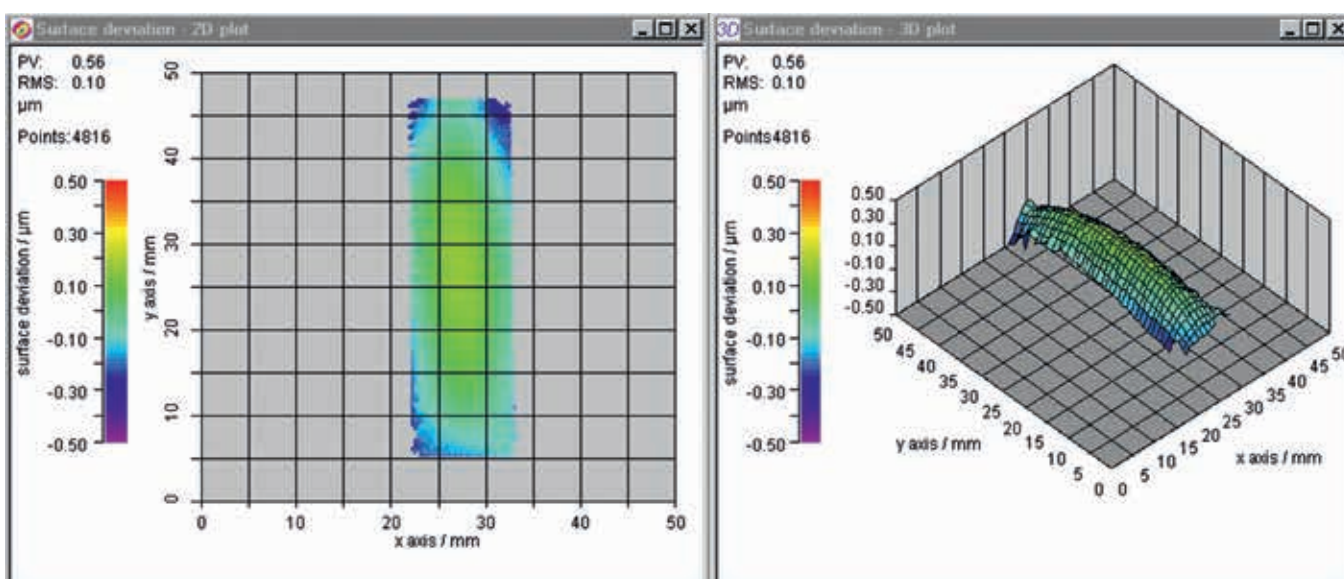 Surface deviation - 2D plot
PV: 0.56
RMS: 0.10
µm
Points:4816
0.50
0.30
0.10
-0.10
-0.30
-0.50
surface deviation / µm
50
40
30
20
10
0
y axis / mm
0 10 20 30 40 50
x axis / mm
3D Surface deviation - 3D plot
PV: 0.56
RMS: 0.10
µm
Points4816
0.50
0.30
0.10
-0.10
-0.30
-0.50
surface deviation / µm
0.50
0.30
0.10
-0.10
-0.30
-0.50
50
45
40
35
30
25
20
15
10
5
0
y axis / mm
0
5
10
15
20
25
30
35
40
45
50
x axis / mm